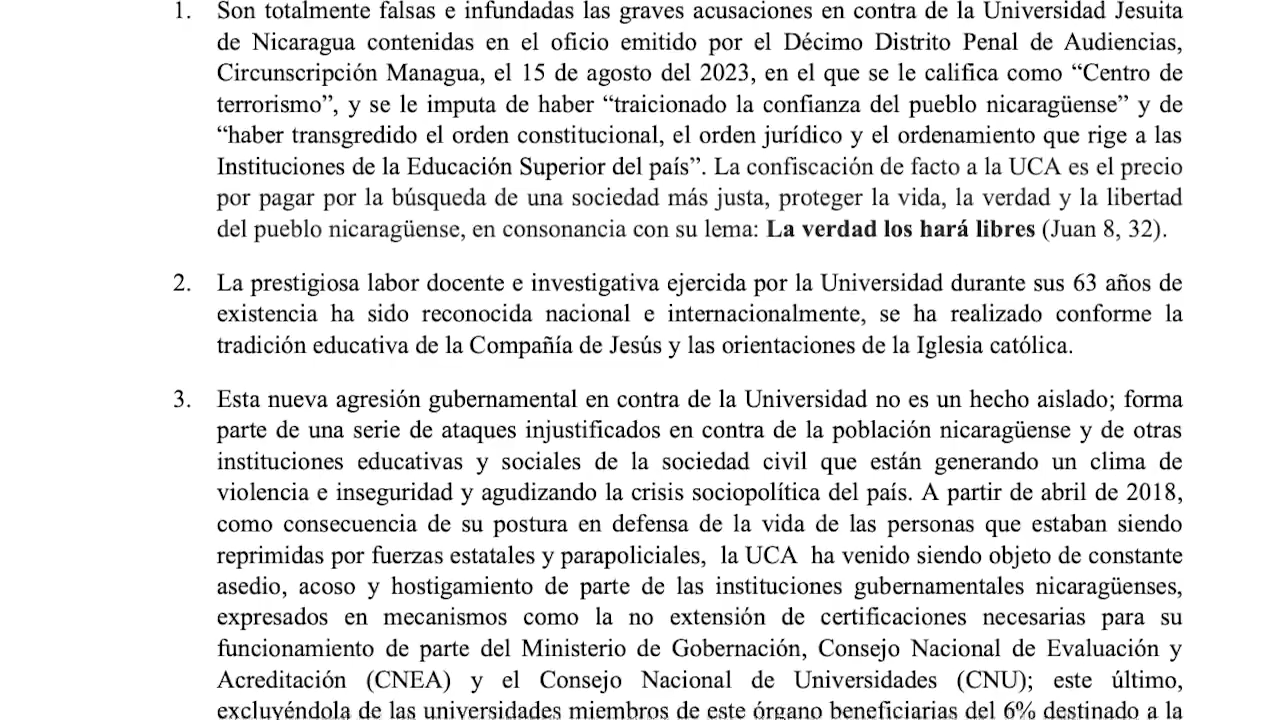 1. Son totalmente falsas e infundadas las graves acusaciones en contra de la Universidad Jesuita
de Nicaragua contenidas en el oficio emitido por el Décimo Distrito Penal de Audiencias,
Circunscripción Managua, el 15 de agosto del 2023, en el que se le califica como “Centro de
terrorismo”, y se le imputa de haber “traicionado la confianza del pueblo nicaragüense” y de
“haber transgredido el orden constitucional, el orden jurídico y el ordenamiento que rige a las
Instituciones de la Educación Superior del país”. La confiscación de facto a la UCA es el precio
por pagar por la búsqueda de una sociedad más justa, proteger la vida, la verdad y la libertad
del pueblo nicaragüense, en consonancia con su lema: La verdad los hará libres (Juan 8, 32).
2. La prestigiosa labor docente e investigativa ejercida por la Universidad durante sus 63 años de
existencia ha sido reconocida nacional e internacionalmente, se ha realizado conforme la
tradición educativa de la Compañía de Jesús y las orientaciones de la Iglesia católica.
3. Esta nueva agresión gubernamental en contra de la Universidad no es un hecho aislado; forma
parte de una serie de ataques injustificados en contra de la población nicaragüense y de otras
instituciones educativas y sociales de la sociedad civil que están generando un clima de
violencia e inseguridad y agudizando la crisis sociopolítica del país. A partir de abril de 2018,
como consecuencia de su postura en defensa de la vida de las personas que estaban siendo
reprimidas por fuerzas estatales y parapoliciales, la UCA ha venido siendo objeto de constante
asedio, acoso y hostigamiento de parte de las instituciones gubernamentales nicaragüenses,
expresados en mecanismos como la no extensión de certificaciones necesarias para su
funcionamiento de parte del Ministerio de Gobernación, Consejo Nacional de Evaluación y
Acreditación (CNEA) y el Consejo Nacional de Universidades (CNU); este último,
excluyéndola de las universidades miembros de este órgano beneficiarias del 6% destinado a la